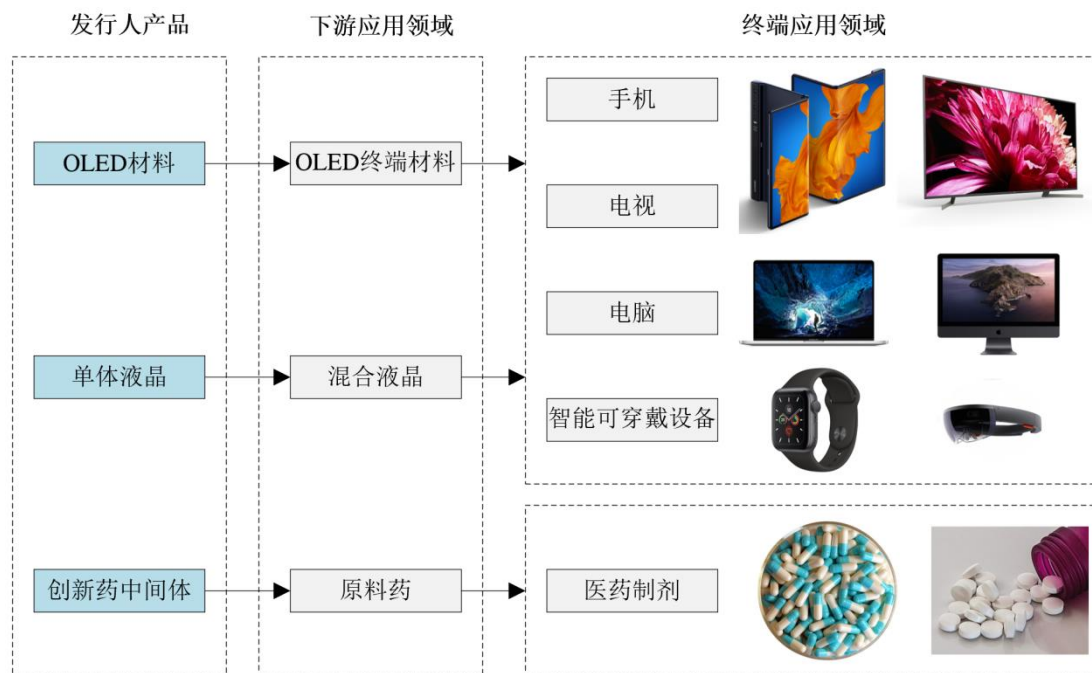 发行人产品
下游应用领域
终端应用领域
手机
OLED材料
OLED终端材料
电视
电脑
单体液晶
混合液晶
智能可穿戴设备
创新药中间体
原料药
医药制剂